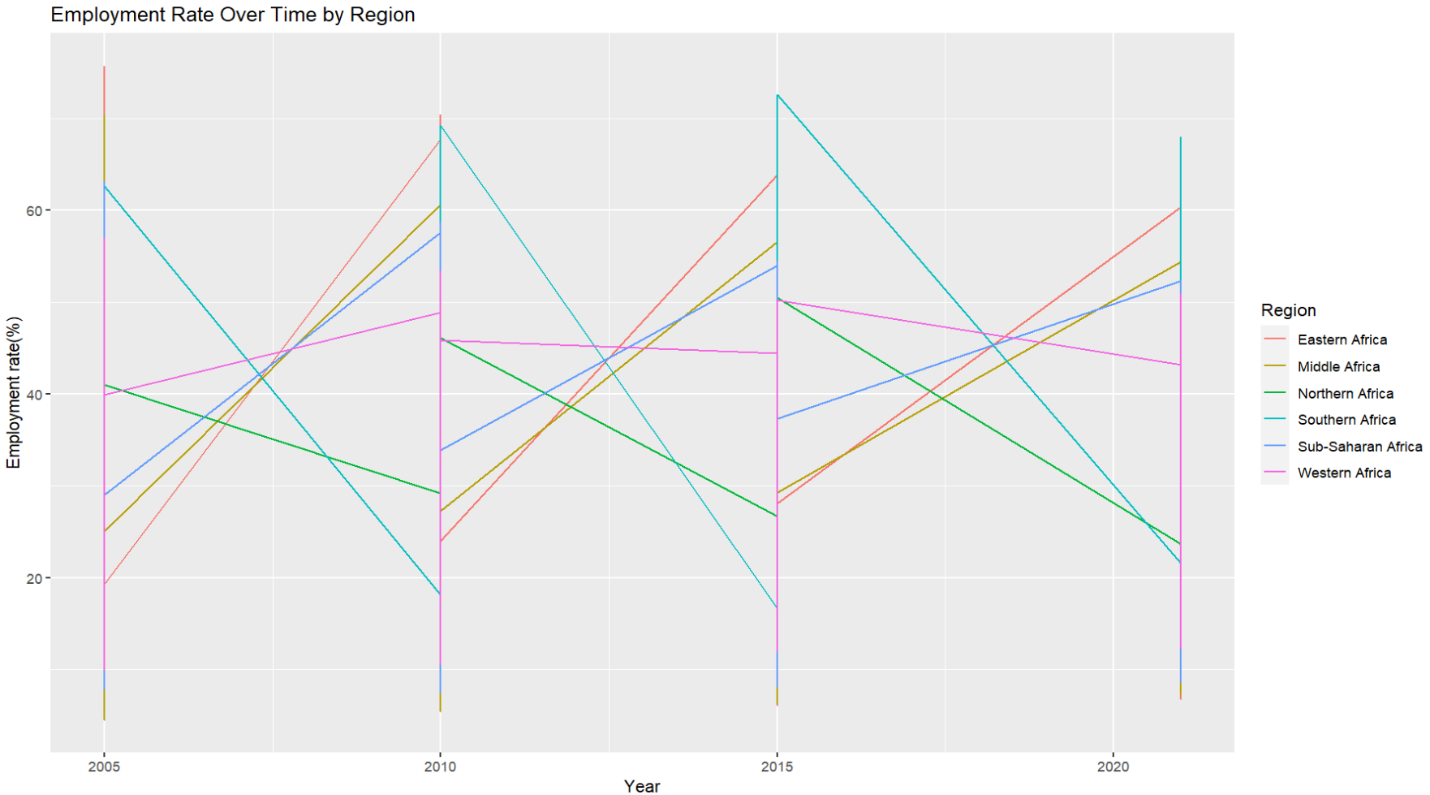 Employment Rate Over Time by Region
Employment rate(%)
60
40
20
2005
2010
2015
2020
Year
Region
Eastern Africa
Middle Africa
Northern Africa
Southern Africa
Sub-Saharan Africa
Western Africa